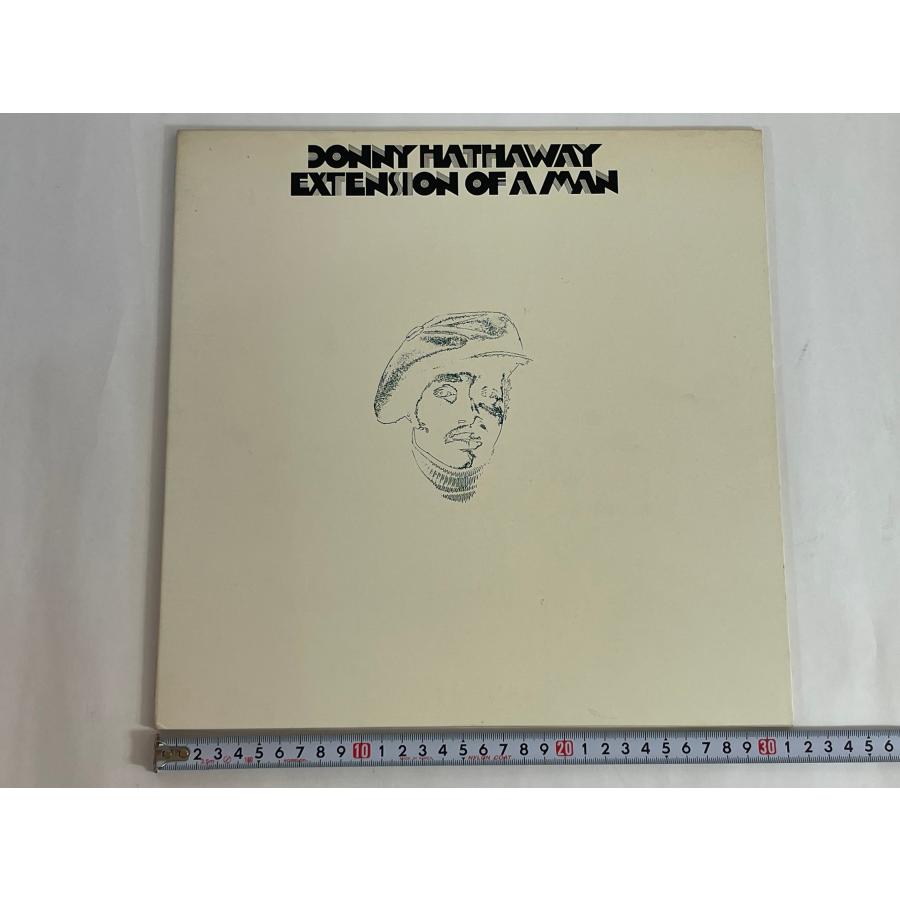 DONNY HATHAWAY
EXTENSION OF A MAN
2 3 4 5 6 7 8 9 10 1 2 3 4 5 6 7 8 9 20 1 2 3 4 5 6 7 8 9 30 1 2 3 4 5 6
NYLON COAT